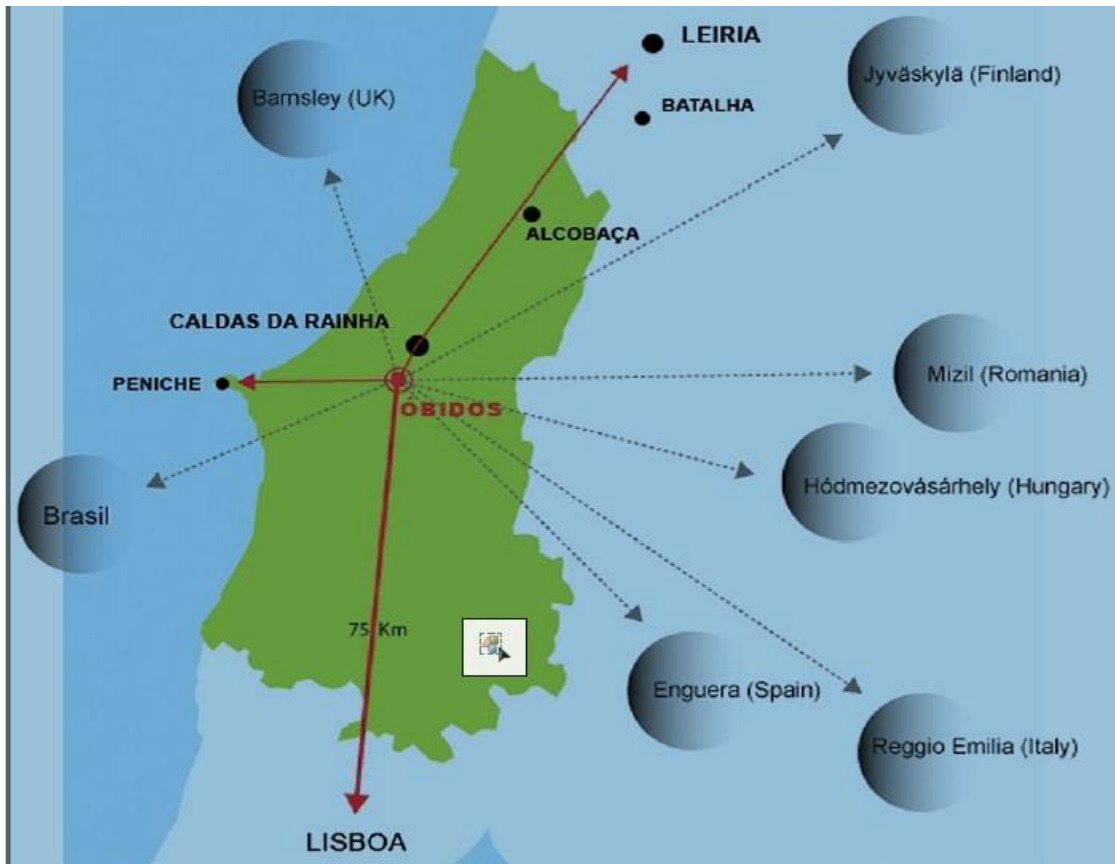 LEIRIA
Jyväskylä (Finland)
Barnsley (UK)
BATALHA
ALCOBAÇA
CALDAS DA RAINHA
PENICHE
Mizil (Romania)
ÓBIDOS
Hódmezovásárhely (Hungary)
Brasil
75 Km
Enguera (Spain)
Reggio Emilia (Italy)
LISBOA